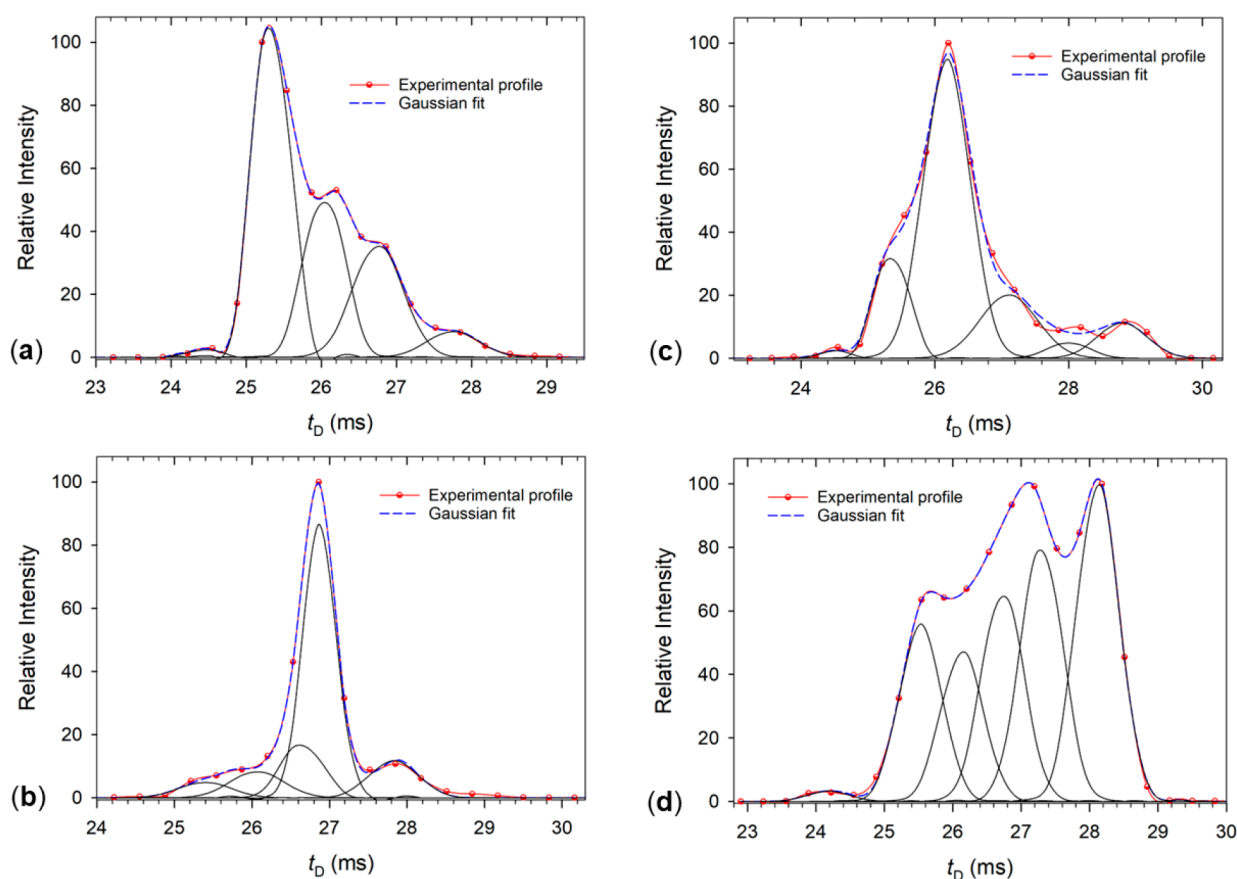 100
80
60
40
20
0
Relative Intensity
Experimental profile
Gaussian fit
(a)
23 24 25 26 27 28 29
tD (ms)
100
80
60
40
20
0
Relative Intensity
Experimental profile
Gaussian fit
(c)
24 26 28 30
tD (ms)
100
80
60
40
20
0
Relative Intensity
Experimental profile
Gaussian fit
(b)
24 25 26 27 28 29 30
tD (ms)
100
80
60
40
20
0
Relative Intensity
Experimental profile
Gaussian fit
(d)
23 24 25 26 27 28 29 30
tD (ms)